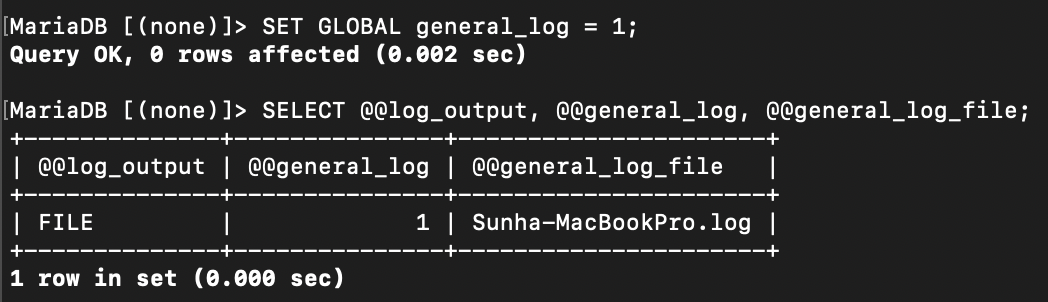 [MariaDB [(none)]> SET GLOBAL general_log = 1;
Query OK, 0 rows affected (0.002 sec)
[MariaDB [(none)]> SELECT @@log_output, @@general_log, @@general_log_file;
+--------------+---------------+-----------------------+
| @@log_output | @@general_log | @@general_log_file    |
+--------------+---------------+-----------------------+
| FILE         |             1 | Sunha-MacBookPro.log |
+--------------+---------------+-----------------------+
1 row in set (0.000 sec)